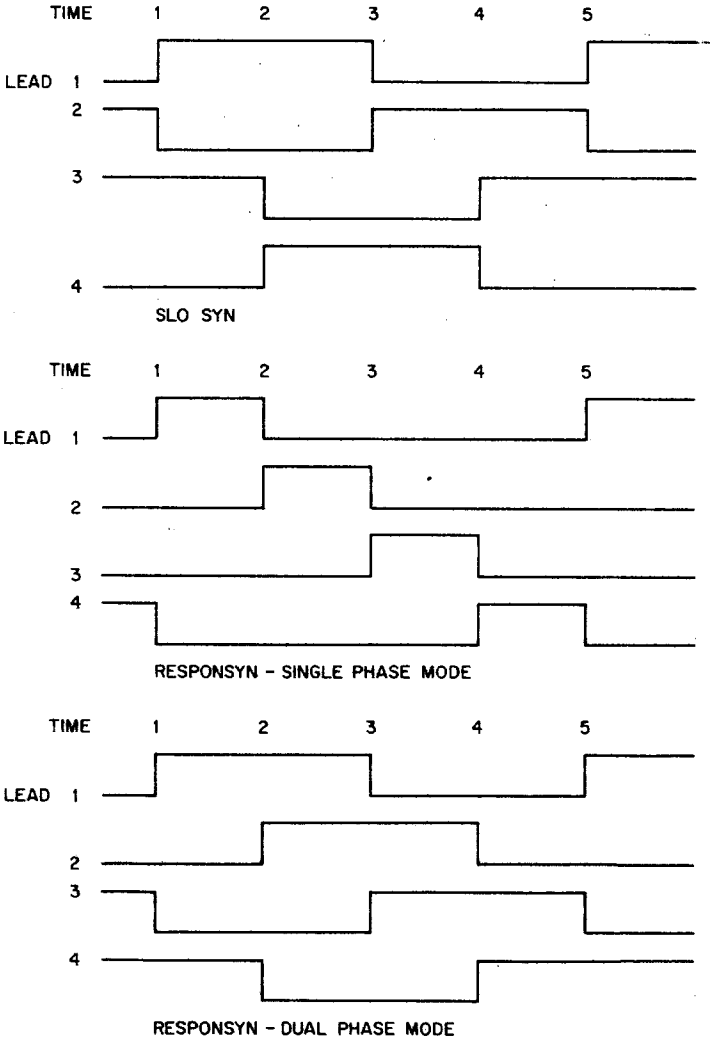 TIME 1 2 3 4 5
LEAD 1
2
3
4
SLO SYN
TIME 1 2 3 4 5
LEAD 1
2
3
4
RESPONSYN - SINGLE PHASE MODE
TIME 1 2 3 4 5
LEAD 1
2
3
4
RESPONSYN - DUAL PHASE MODE